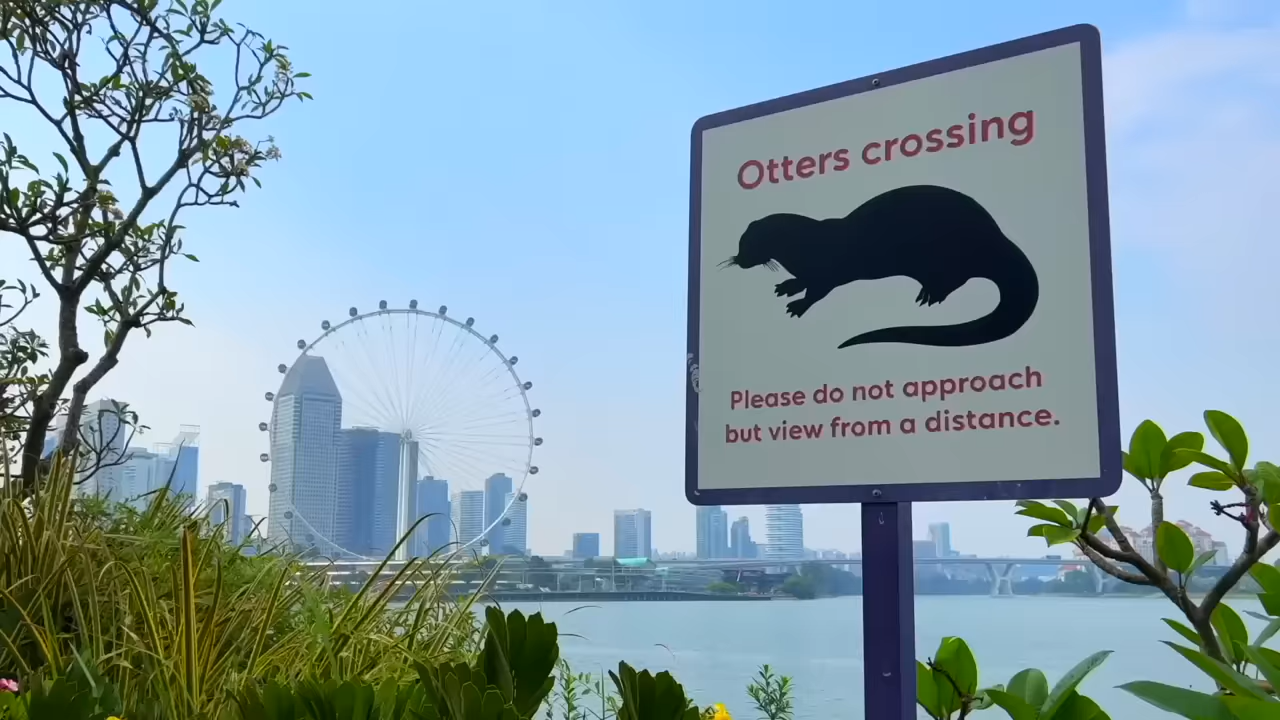 Otters crossing
Please do not approach
but view from a distance.